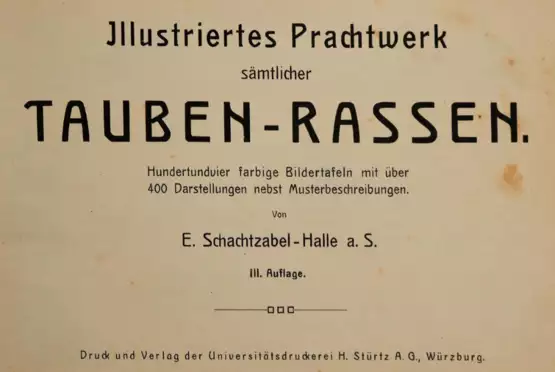 Illustriertes Prachtwerk
sämtlicher
TAUBEN-RASSEN.
Hundertundvier farbige Bildertafeln mit über
400 Darstellungen nebst Musterbeschreibungen.
Von
E. Schachtzabel-Halle a. S.
III. Auflage.
Druck und Verlag der Universitätsdruckerei H. Stürtz A. G., Würzburg.